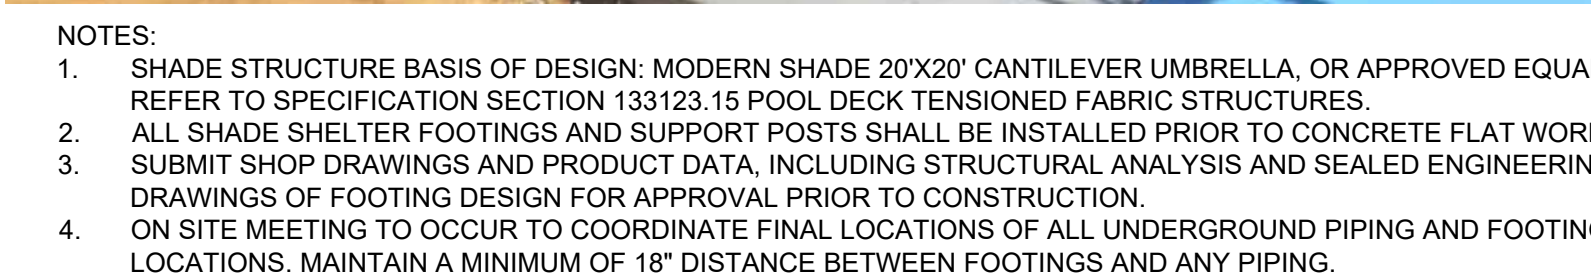 NOTES:
1. SHADE STRUCTURE BASIS OF DESIGN: MODERN SHADE 20'X20' CANTILEVER UMBRELLA, OR APPROVED
REFER TO SPECIFICATION SECTION 133123.15 POOL DECK TENSIONED FABRIC STRUCTURES.
2. ALL SHADE SHELTER FOOTINGS AND SUPPORT POSTS SHALL BE INSTALLED PRIOR TO CONCRETE FLAT
3. SUBMIT SHOP DRAWINGS AND PRODUCT DATA, INCLUDING STRUCTURAL ANALYSIS AND SEALED
DRAWINGS OF FOOTING DESIGN FOR APPROVAL PRIOR TO CONSTRUCTION.
4. ON SITE MEETING TO OCCUR TO COORDINATE FINAL LOCATIONS OF ALL UNDERGROUND PIPING AND
LOCATIONS. MAINTAIN A MINIMUM OF 18" DISTANCE BETWEEN FOOTINGS AND ANY PIPING.